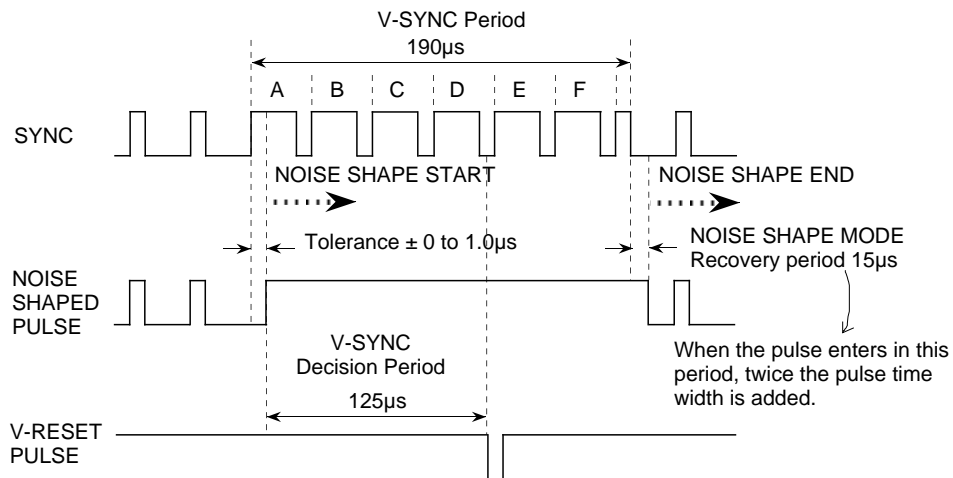 V-SYNC Period
190μs
A B C D E F
SYNC
NOISE SHAPE START
NOISE SHAPE END
Tolerance ± 0 to 1.0μs
NOISE SHAPE MODE
Recovery period 15μs
NOISE
SHAPED
PULSE
When the pulse enters in this
period, twice the pulse time
width is added.
V-SYNC
Decision Period
125μs
V-RESET
PULSE